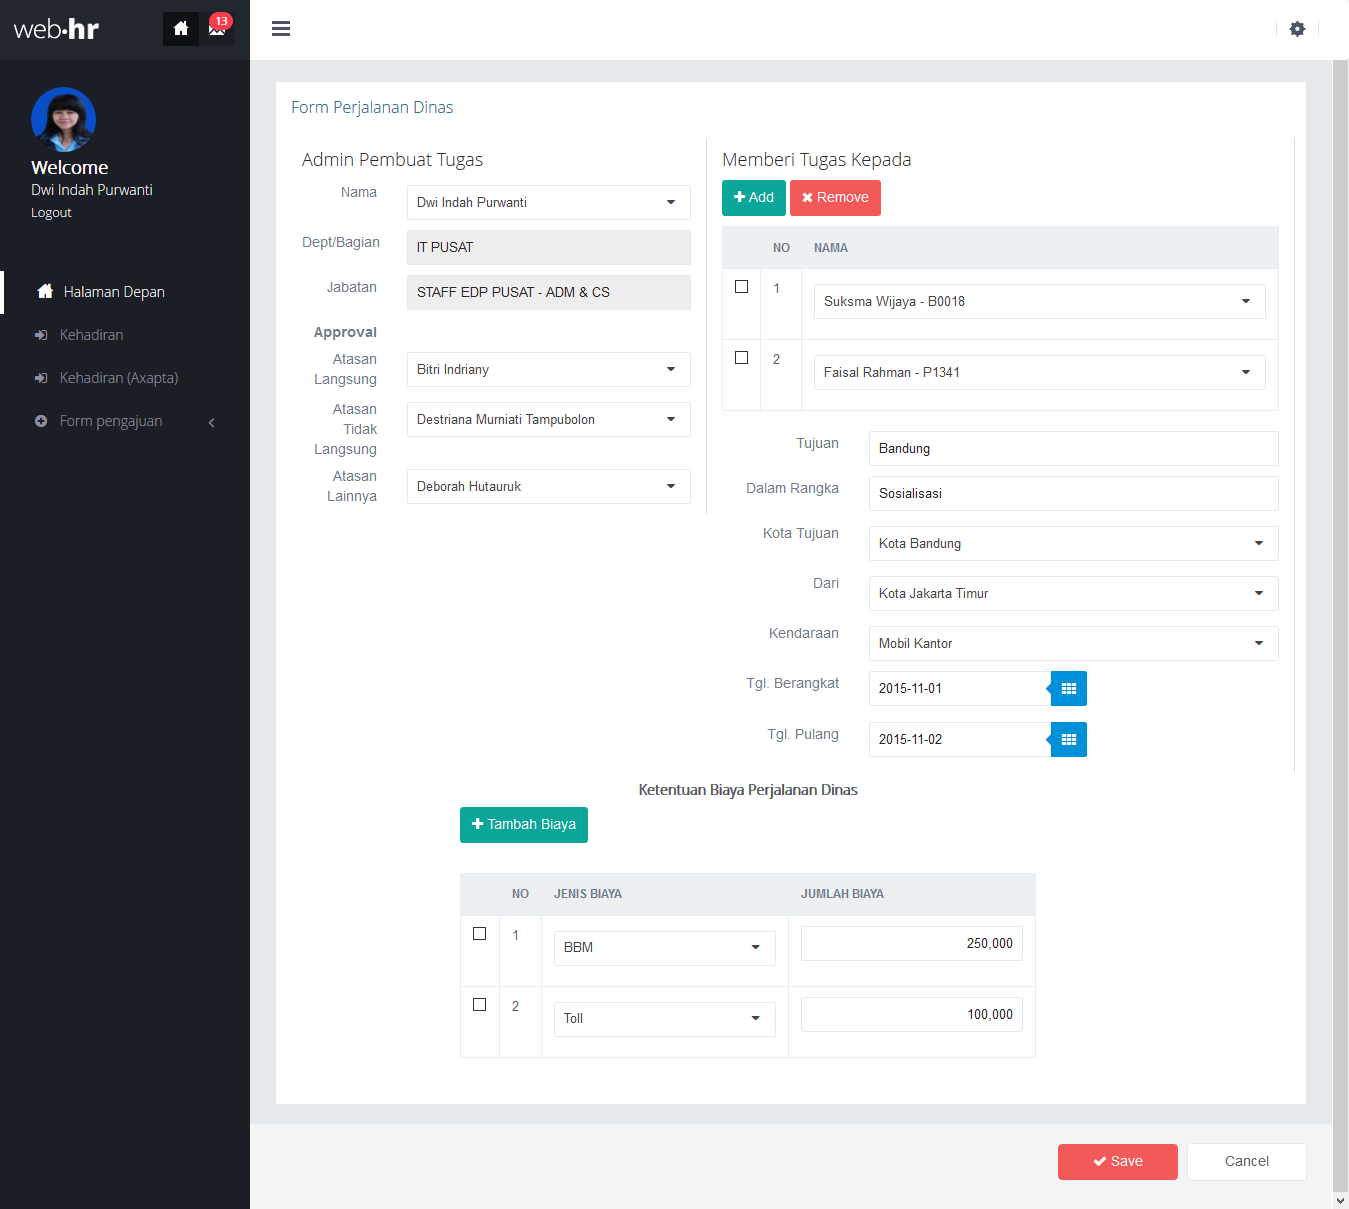 web·hr
13
Welcome
Dwi Indah Purwanti
Logout
Halaman Depan
Kehadiran
Kehadiran (Axapta)
Form pengajuan
Form Perjalanan Dinas
Admin Pembuat Tugas
Nama
Dwi Indah Purwanti
Dept/Bagian
IT PUSAT
Jabatan
STAFF EDP PUSAT - ADM & CS
Approval
Atasan
Langsung
Bitri Indriany
Atasan
Tidak
Langsung
Destriana Murniati Tampubolon
Atasan
Lainnya
Deborah Hutauruk
Memberi Tugas Kepada
Add Remove
NO NAMA
1 Suksma Wijaya - B0018
2 Faisal Rahman - P1341
Tujuan Bandung
Dalam Rangka Sosialisasi
Kota Tujuan Kota Bandung
Dari Kota Jakarta Timur
Kendaraan Mobil Kantor
Tgl. Berangkat 2015-11-01
Tgl. Pulang 2015-11-02
Ketentuan Biaya Perjalanan Dinas
Tambah Biaya
NO JENIS BIAYA JUMLAH BIAYA
1 BBM 250,000
2 Toll 100,000
Save Cancel